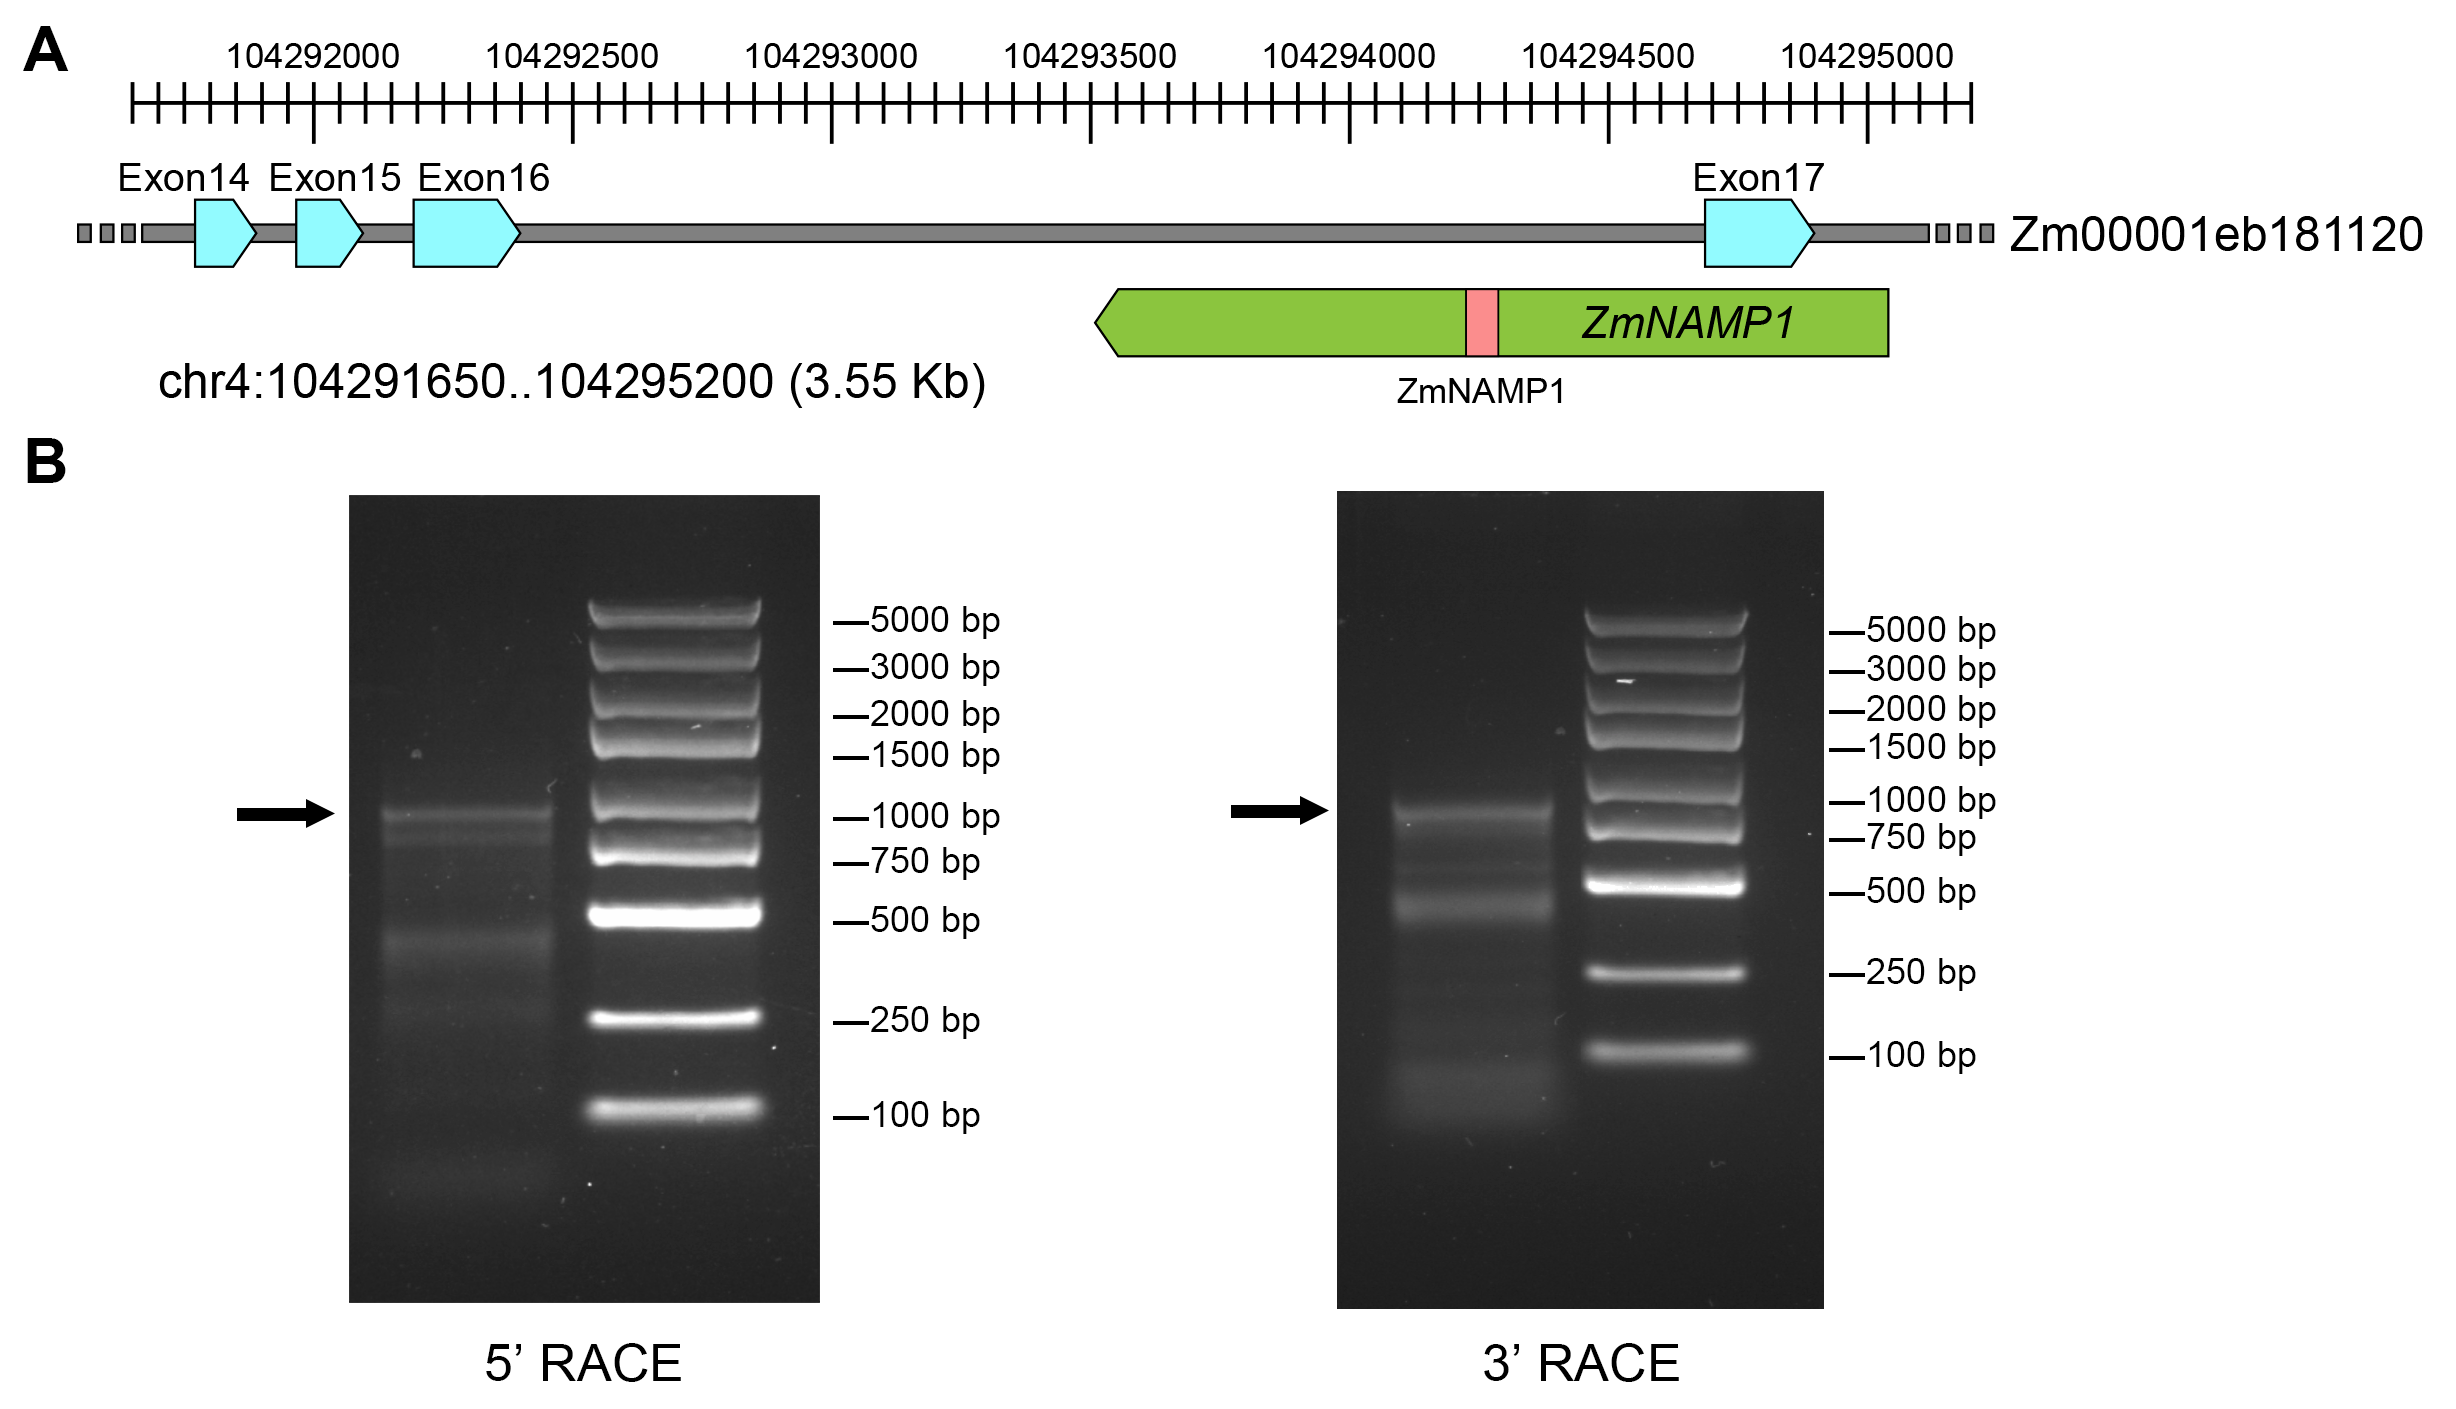 A
104292000 104292500 104293000 104293500 104294000 104294500 104295000
Exon14 Exon15 Exon16 Exon17
Zm00001eb181120
ZmNAMP1
chr4:104291650..104295200 (3.55 Kb)
ZmNAMP1
B
5000 bp
3000 bp
2000 bp
1500 bp
1000 bp
750 bp
500 bp
250 bp
100 bp
5’ RACE
5000 bp
3000 bp
2000 bp
1500 bp
1000 bp
750 bp
500 bp
250 bp
100 bp
3’ RACE